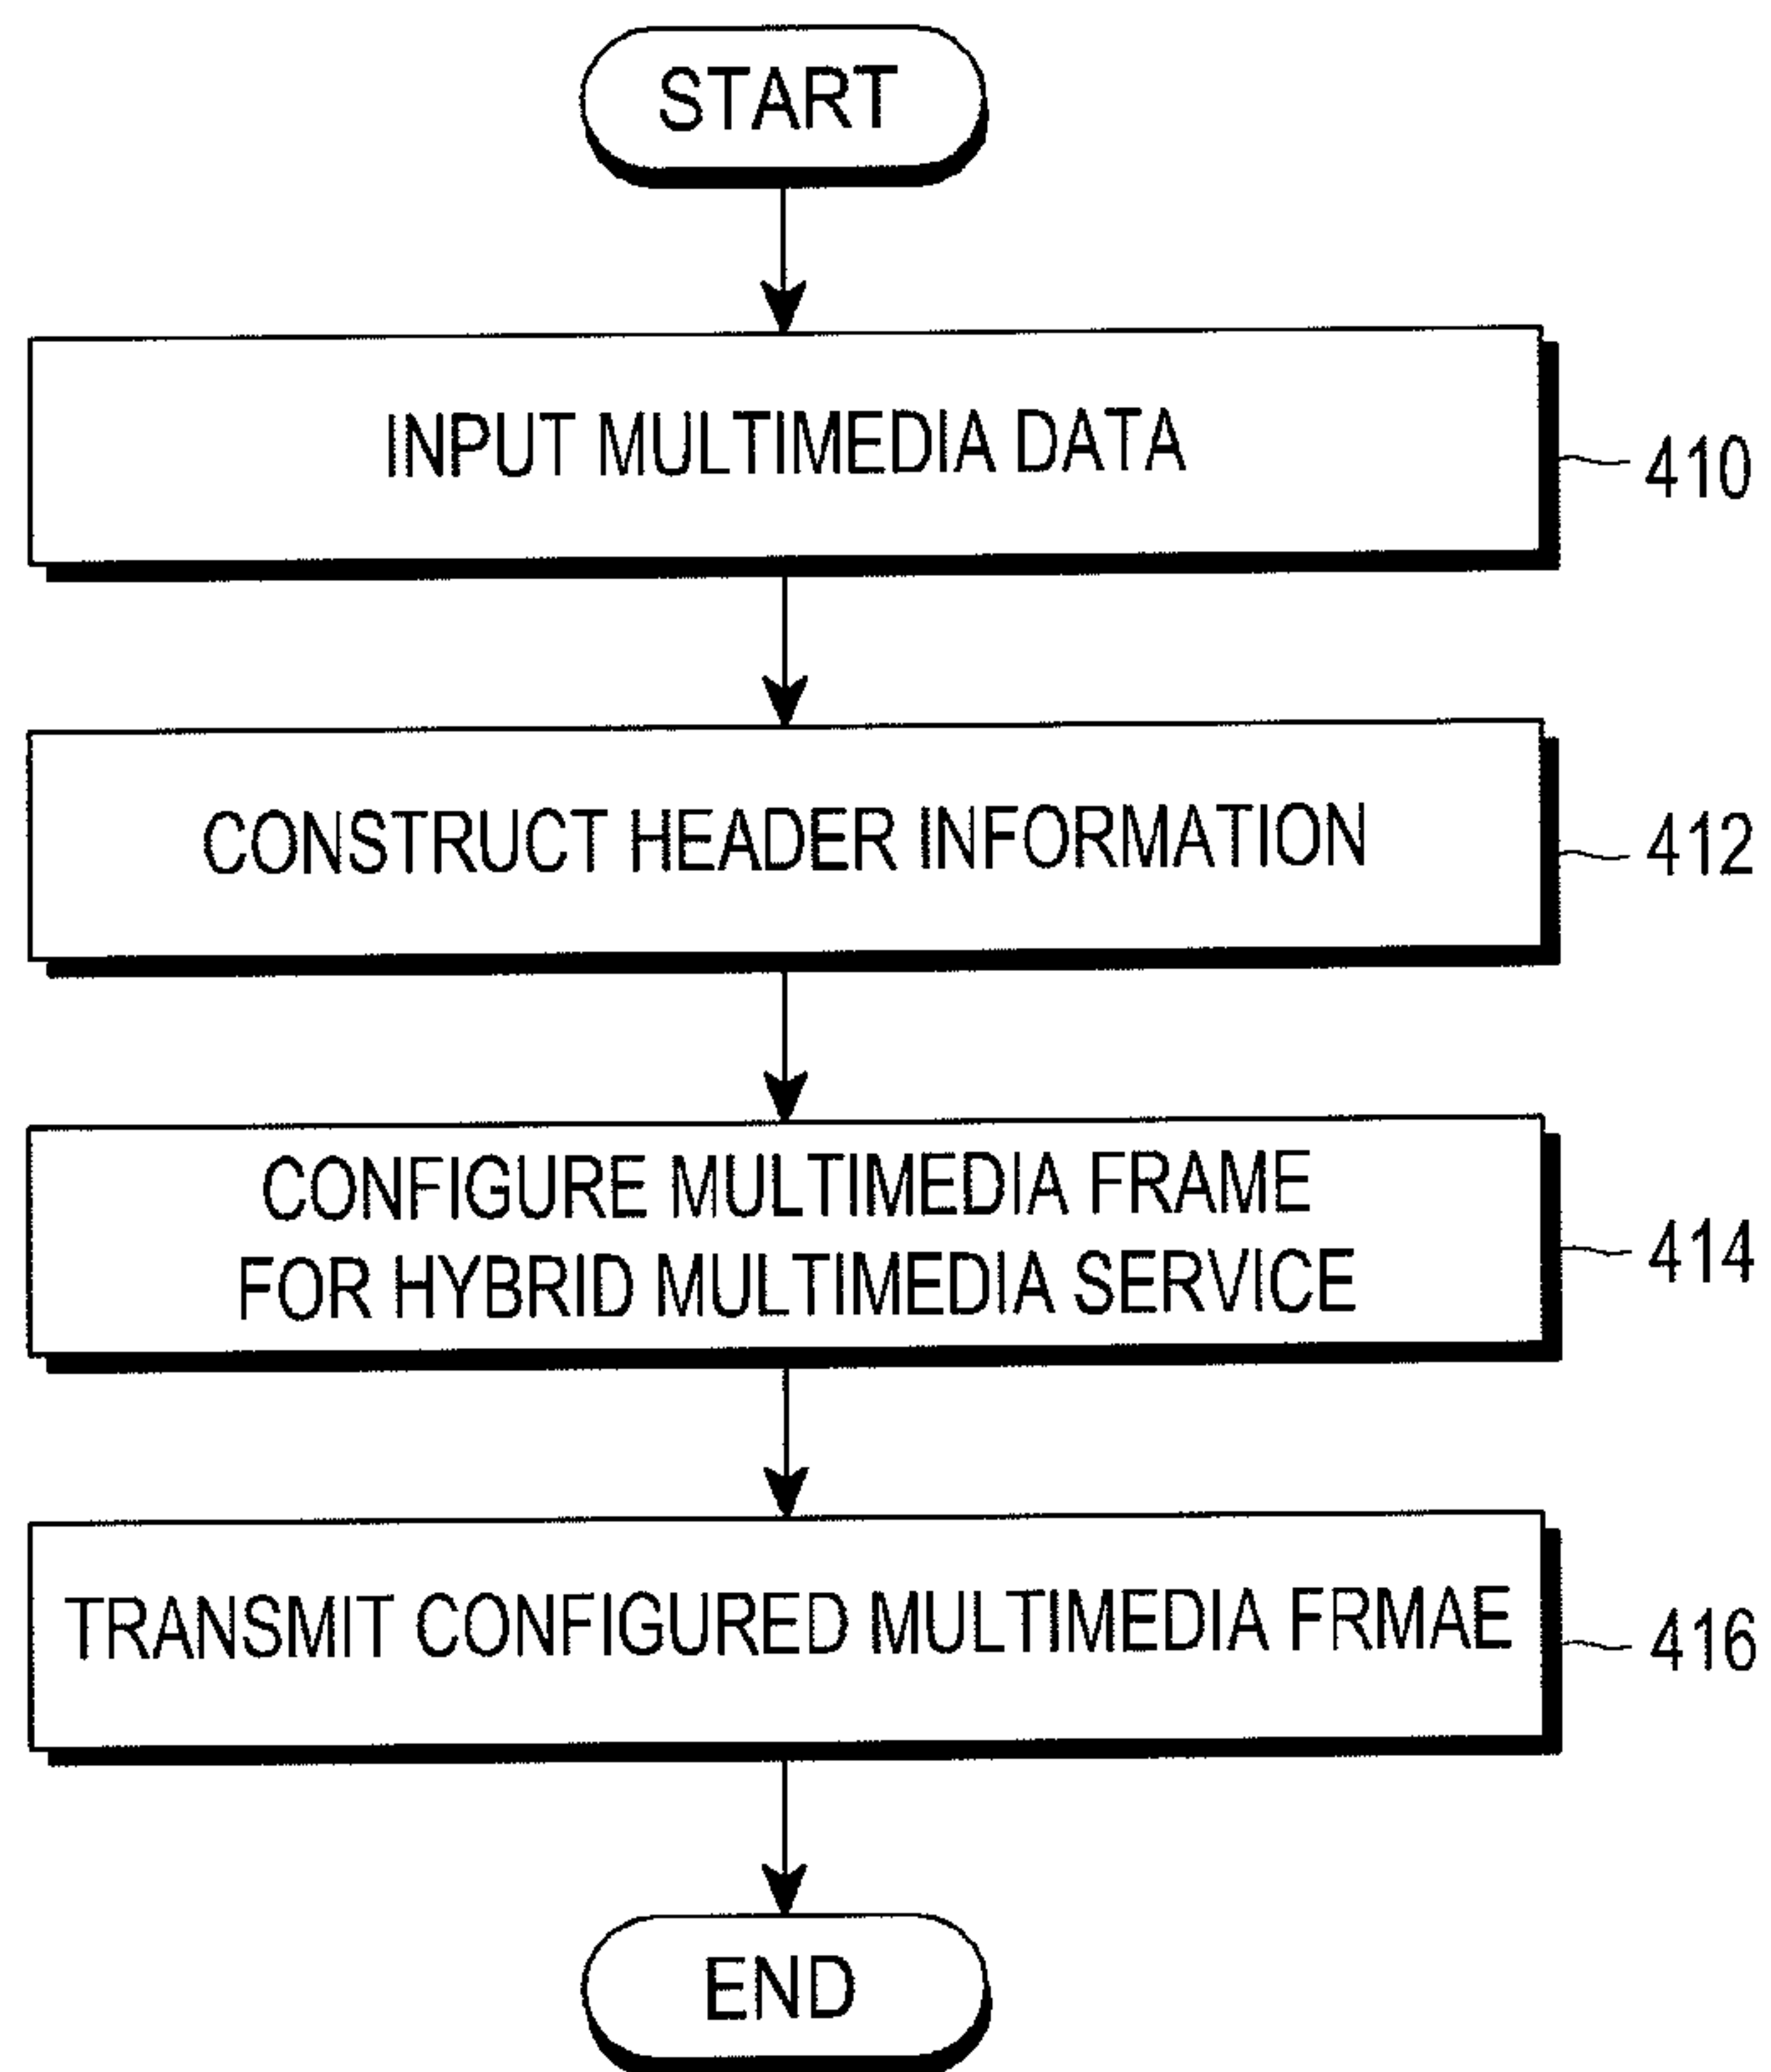 START
INPUT MULTIMEDIA DATA
410
CONSTRUCT HEADER INFORMATION
412
CONFIGURE MULTIMEDIA FRAME
FOR HYBRID MULTIMEDIA SERVICE
414
TRANSMIT CONFIGURED MULTIMEDIA FRMAE
416
END